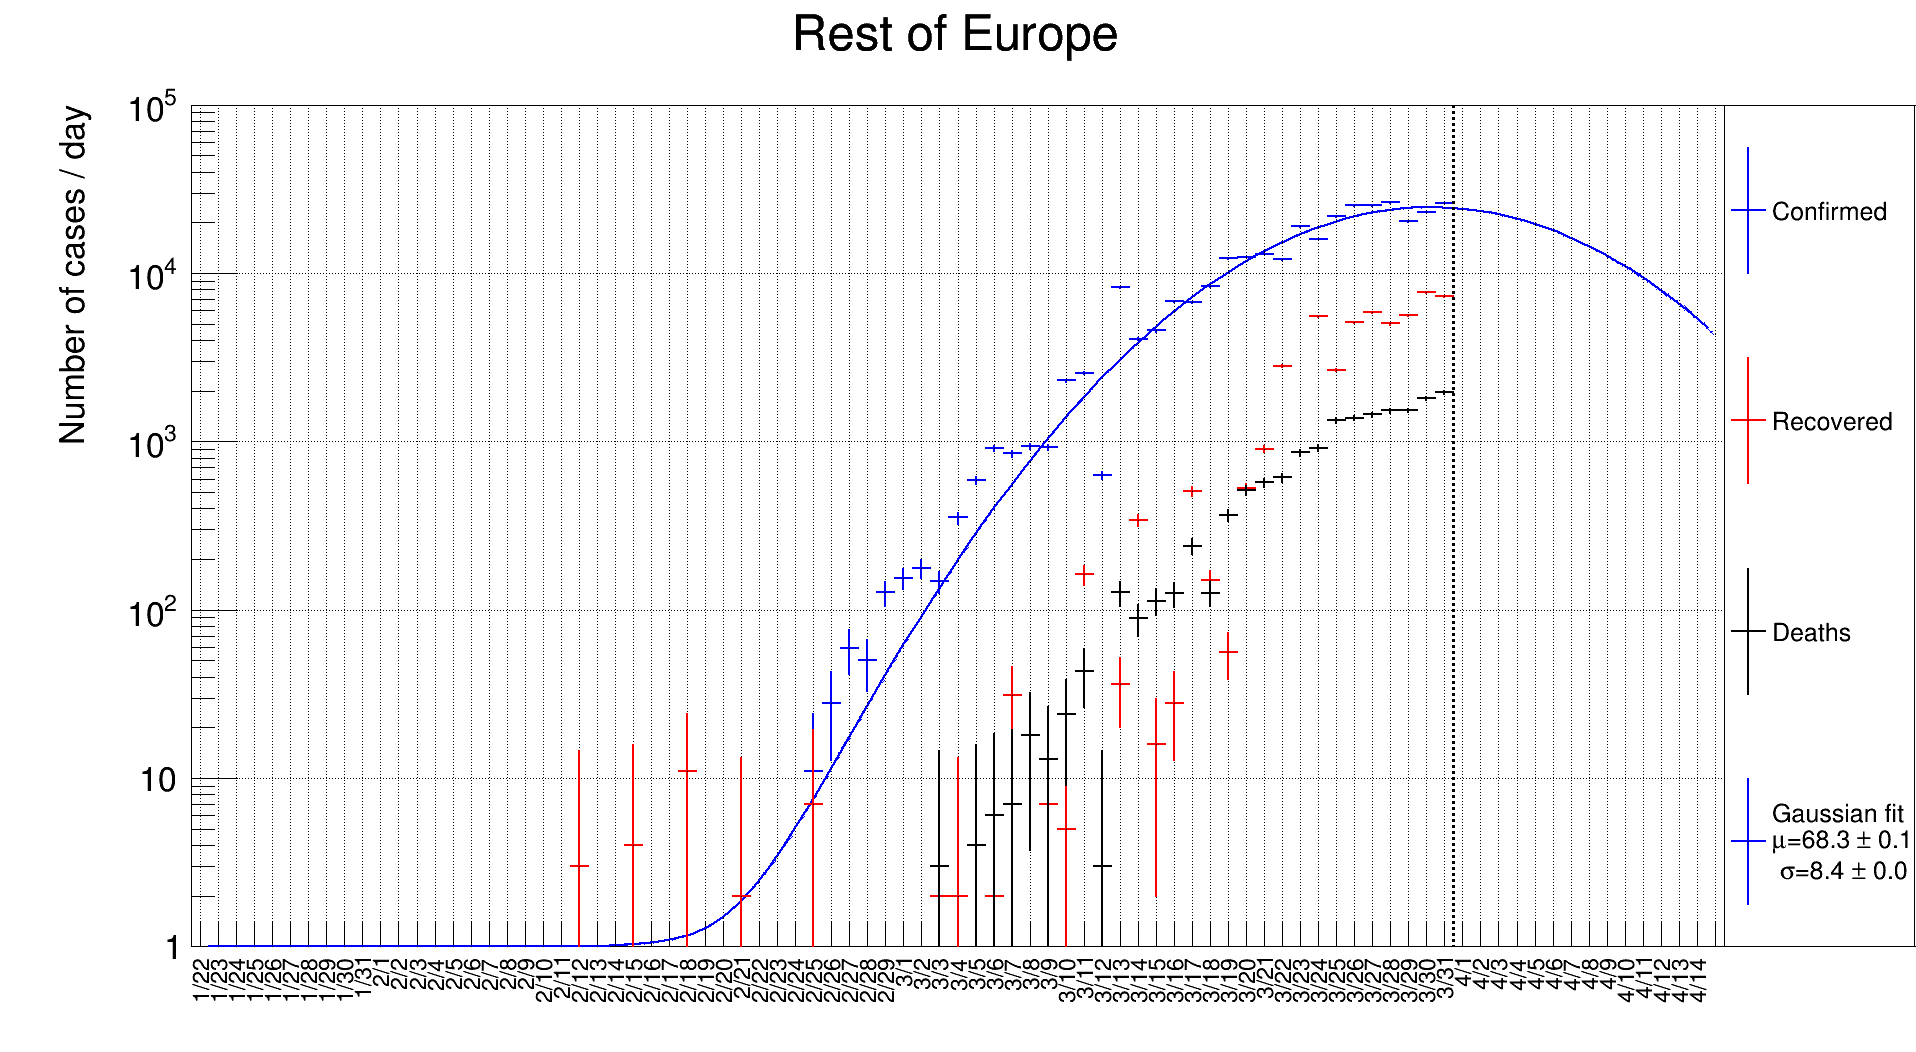 Rest of Europe
Number of cases / day
10⁵
10⁴
10³
10²
10
1
1/22 1/23 1/24 1/25 1/26 1/27 1/28 1/29 1/30 1/31 2/1 2/2 2/3 2/4 2/5 2/6 2/7 2/8 2/9 2/10 2/11 2/12 2/13 2/14 2/15 2/16 2/17 2/18 2/19 2/20 2/21 2/22 2/23 2/24 2/25 2/26 2/27 2/28 2/29 3/1 3/2 3/3 3/4 3/5 3/6 3/7 3/8 3/9 3/10 3/11 3/12 3/13 3/14 3/15 3/16 3/17 3/18 3/19 3/20 3/21 3/22 3/23 3/24 3/25 3/26 3/27 3/28 3/29 3/30 3/31 4/1 4/2 4/3 4/4 4/5 4/6 4/7 4/8 4/9 4/10 4/11 4/12 4/13 4/14
Confirmed
Recovered
Deaths
Gaussian fit
μ=68.3 ± 0.1
σ=8.4 ± 0.0